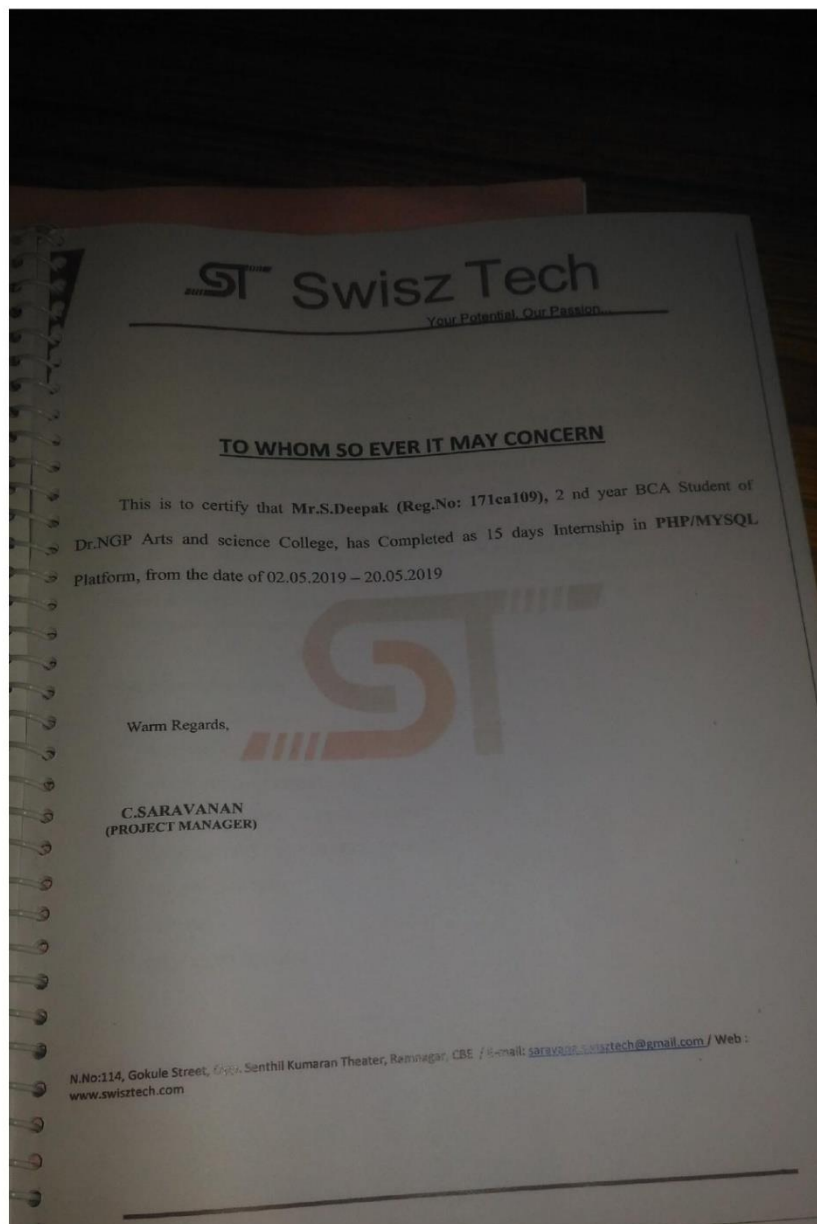 ST Swisz Tech
Your Potential, Our Passion...
TO WHOM SO EVER IT MAY CONCERN
This is to certify that Mr.S.Deepak (Reg.No: 171ca109), 2 nd year BCA Student of
Dr.NGP Arts and science College, has Completed as 15 days Internship in PHP/MYSQL
Platform, from the date of 02.05.2019 – 20.05.2019
ST
Warm Regards,
C.SARAVANAN
(PROJECT MANAGER)
N.No:114, Gokule Street, Senthil Kumaran Theater, Ramnagar, CBE / E-mail: / Web :
www.swisztech.com